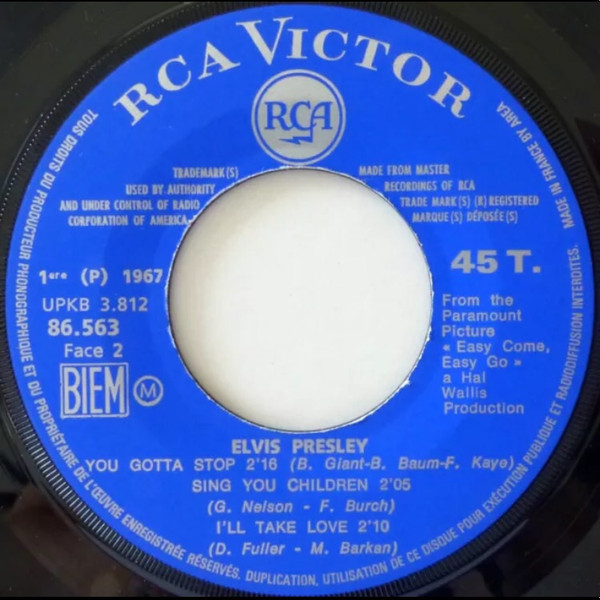 RCA VICTOR
RCA
TRADEMARK(S)
USED BY AUTHORITY
AND UNDER CONTROL OF RADIO
CORPORATION OF AMERICA
MADE FROM MASTER
RECORDINGS OF RCA
TRADE MARK(S) (R) REGISTERED
MARQUE(S) DÉPOSÉE(S)
1ere (P) 1967
UPKB 3.812
86.563
Face 2
BIEM M
45 T.
From the
Paramount
Picture
« Easy Come,
Easy Go »
a Hal
Wallis
Production
ELVIS PRESLEY
YOU GOTTA STOP 2'16 (B. Giant-B. Baum-F. Kaye)
SING YOU CHILDREN 2'05
(G. Nelson - F. Burch)
I'LL TAKE LOVE 2'10
(D. Fuller - M. Barkan)
TOUS DROITS DU PRODUCTEUR PHONOGRAPHIQUE ET DU PROPRIÉTAIRE DE L'ŒUVRE ENREGISTRÉE RÉSERVÉS. DUPLICATION, UTILISATION DE CE DISQUE POUR EXÉCUTION PUBLIQUE ET RADIODIFFUSION INTERDITES. MADE IN FRANCE BY AREA